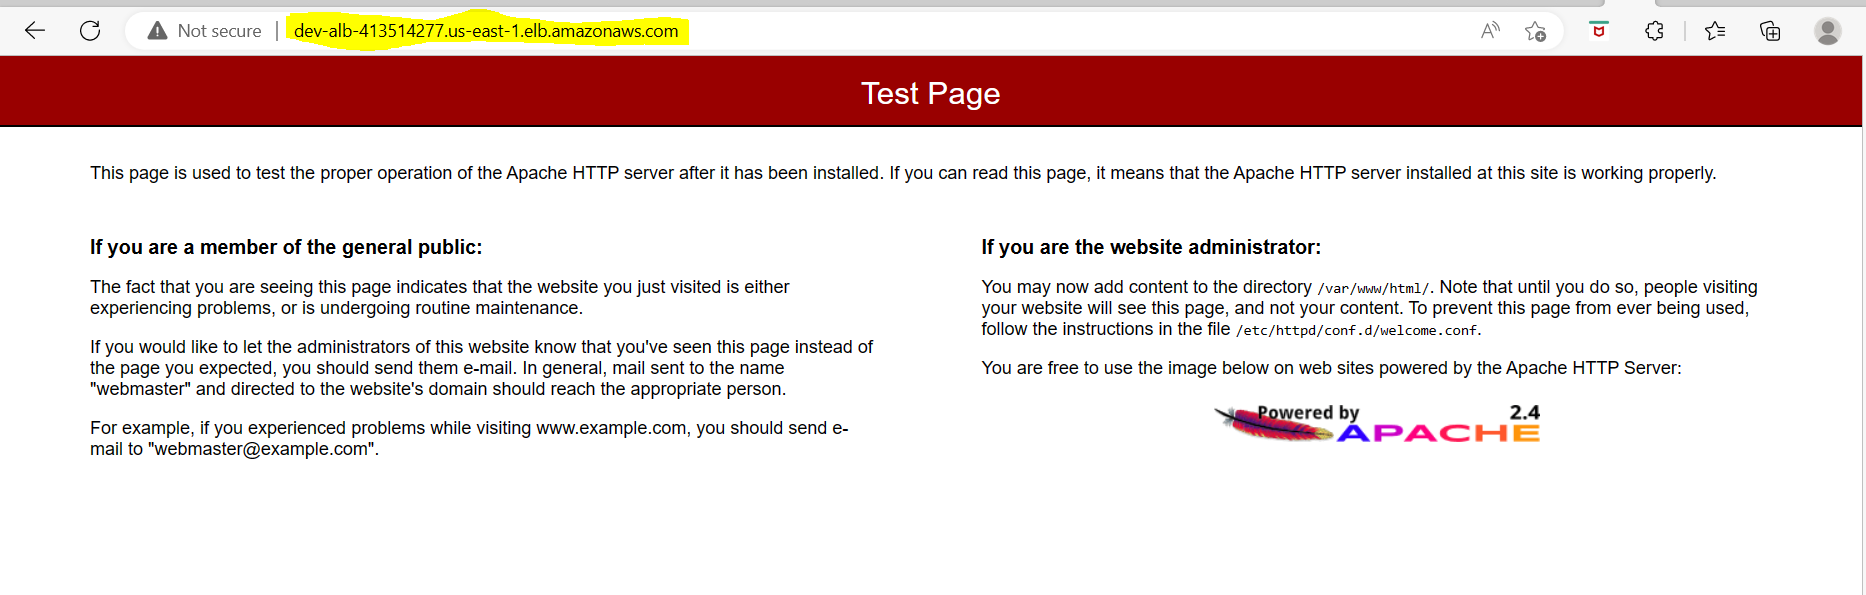 Not secure | dev-alb-413514277.us-east-1.elb.amazonaws.com
Test Page
This page is used to test the proper operation of the Apache HTTP server after it has been installed. If you can read this page, it means that the Apache HTTP server installed at this site is working properly.
If you are a member of the general public:
The fact that you are seeing this page indicates that the website you just visited is either
experiencing problems, or is undergoing routine maintenance.
If you would like to let the administrators of this website know that you've seen this page instead of
the page you expected, you should send them e-mail. In general, mail sent to the name
"webmaster" and directed to the website's domain should reach the appropriate person.
For example, if you experienced problems while visiting www.example.com, you should send e-
mail to "webmaster@example.com".
If you are the website administrator:
You may now add content to the directory /var/www/html/. Note that until you do so, people visiting
your website will see this page, and not your content. To prevent this page from ever being used,
follow the instructions in the file /etc/httpd/conf.d/welcome.conf.
You are free to use the image below on web sites powered by the Apache HTTP Server:
Powered by 2.4
APACHE